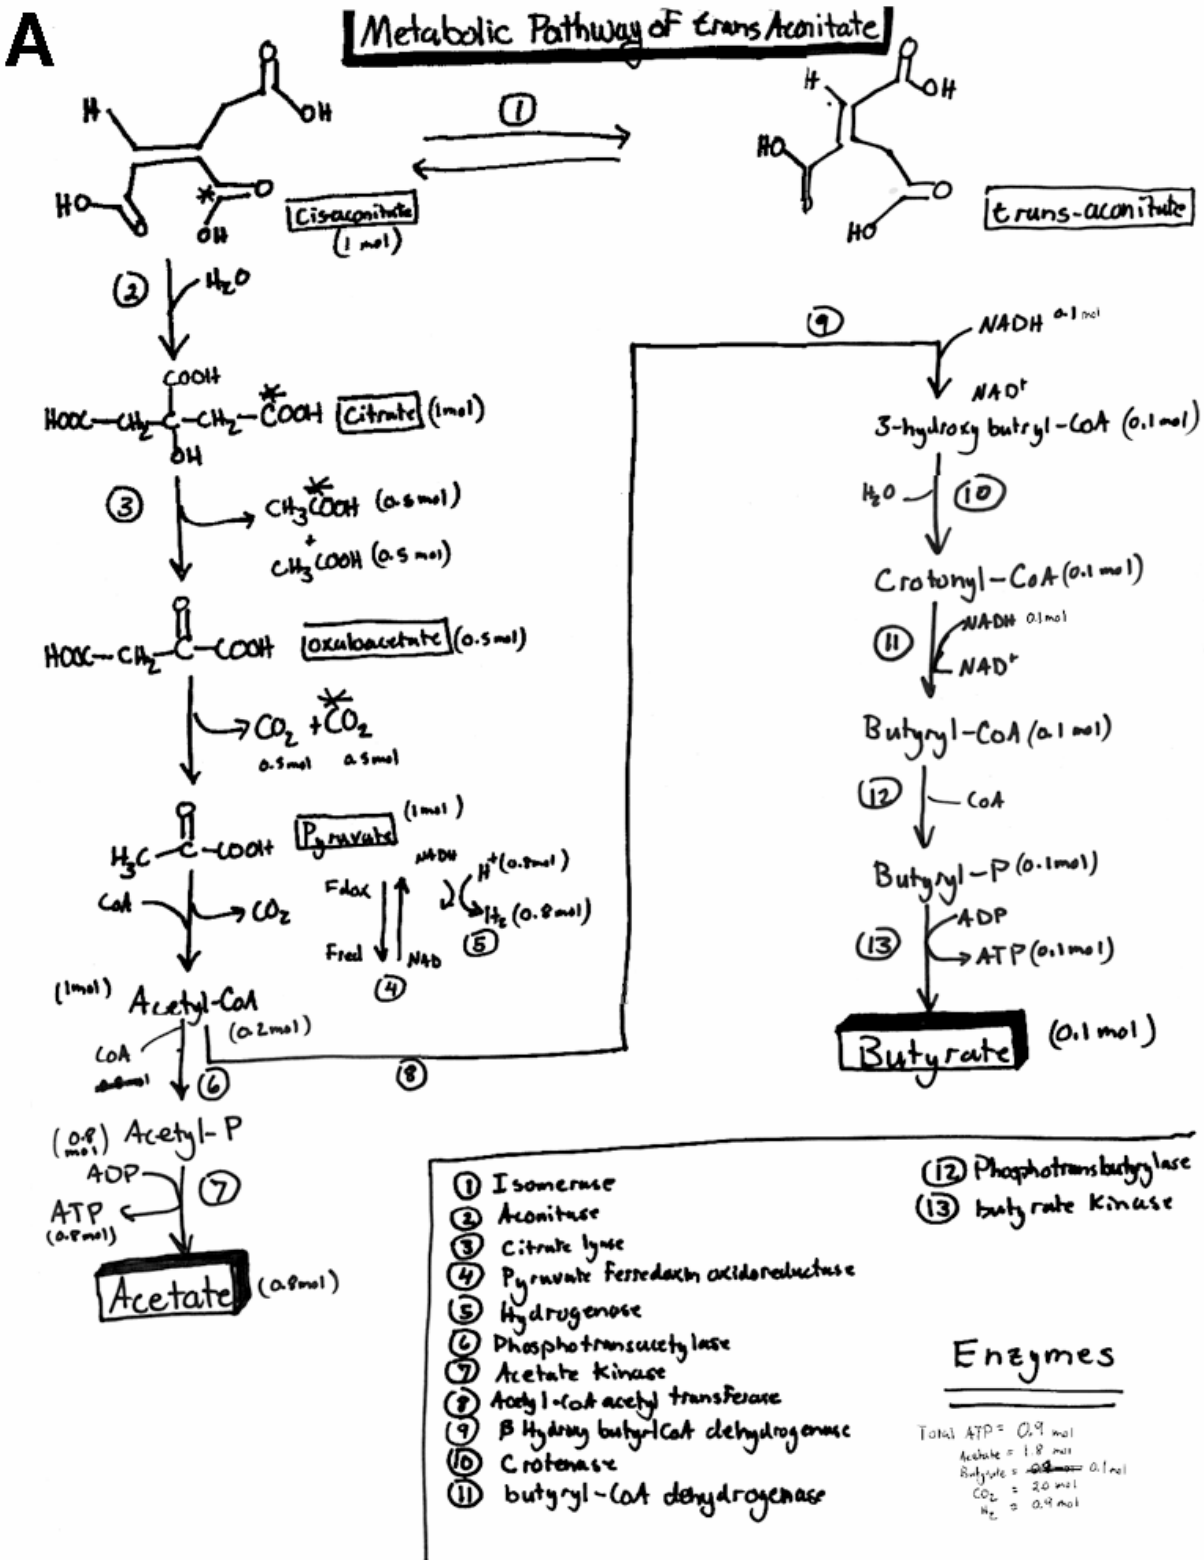 A
Metabolic Pathway of trans Aconitate
H
O
OH
HO
O
*
O
OH
Cis-aconitate
(1 mol)
1
H
O
OH
HO
O
O
HO
trans-aconitate
2
H2O
COOH
HOOC-CH2-C-CH2-COOH
*
OH
Citrate (1mol)
3
*
CH3COOH (0.5mol)
+
CH3COOH (0.5 mol)
O
HOOC-CH2-C-COOH
oxaloacetate (0.5mol)
*
CO2 + CO2
0.5mol 0.5mol
O
H3C-C-COOH
Pyruvate (1mol)
CoA
CO2
Fdox
Fred
NADH
NAD
4
H+(0.8mol)
H2 (0.8mol)
5
(1mol) Acetyl-CoA
(0.2mol)
CoA
6
8
(0.8 mol) Acetyl-P
ADP
ATP
(0.8mol)
7
Acetate (0.8mol)
9
NADH 0.1 mol
NAD+
3-hydroxy butryl-CoA (0.1mol)
H2O
10
Crotonyl-CoA (0.1mol)
11
NADH 0.1mol
NAD+
Butyryl-CoA (0.1 mol)
12
CoA
Butyryl-P (0.1mol)
13
ADP
ATP (0.1mol)
Butyrate (0.1mol)
1 Isomerase
2 Aconitase
3 Citrate lyase
4 Pyruvate Ferredoxin oxidoreductase
5 Hydrogenase
6 Phosphotransacetylase
7 Acetate Kinase
8 Acetyl-CoA acetyl transferase
9 β Hydroxy butyrlCoA dehydrogenase
10 Crotenase
11 butyryl-CoA dehydrogenase
12 Phosphotransbutyrlase
13 butyrate Kinase
Enzymes
Total ATP = 0.9 mol
Acetate = 1.8 mol
Butyrate = 0.1mol
CO2 = 2.0 mol
H2 = 0.9 mol